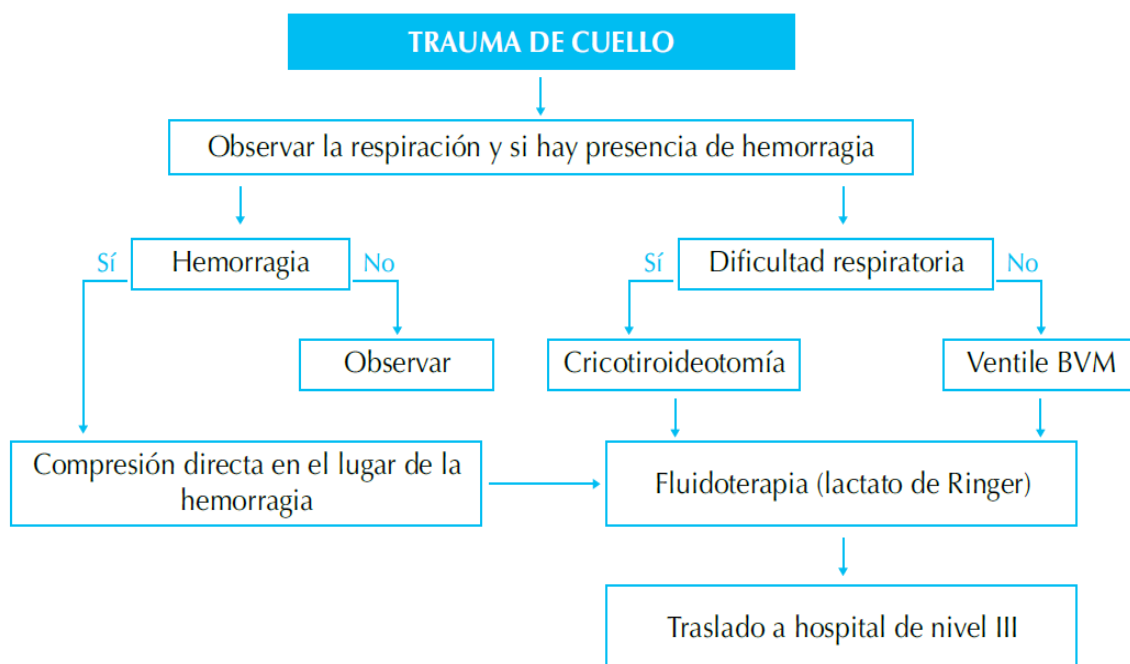 TRAUMA DE CUELLO
Observar la respiración y si hay presencia de hemorragia
Sí
Hemorragia
No
Sí
Dificultad respiratoria
No
Observar
Cricotiroideotomía
Ventile BVM
Compresión directa en el lugar de la
hemorragia
Fluidoterapia (lactato de Ringer)
Traslado a hospital de nivel III